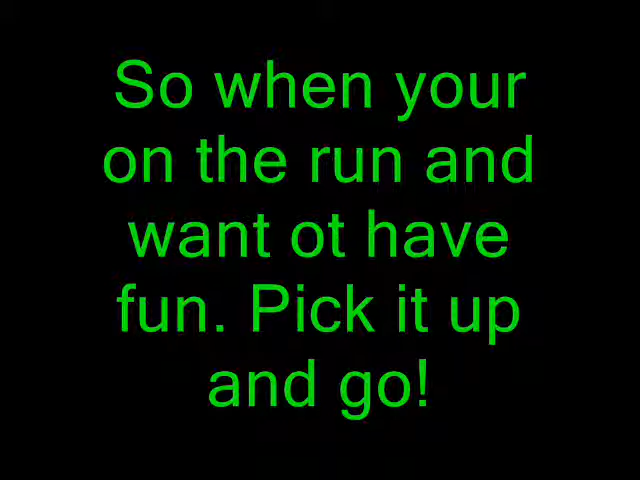 So when your
on the run and
want ot have
fun. Pick it up
and go!